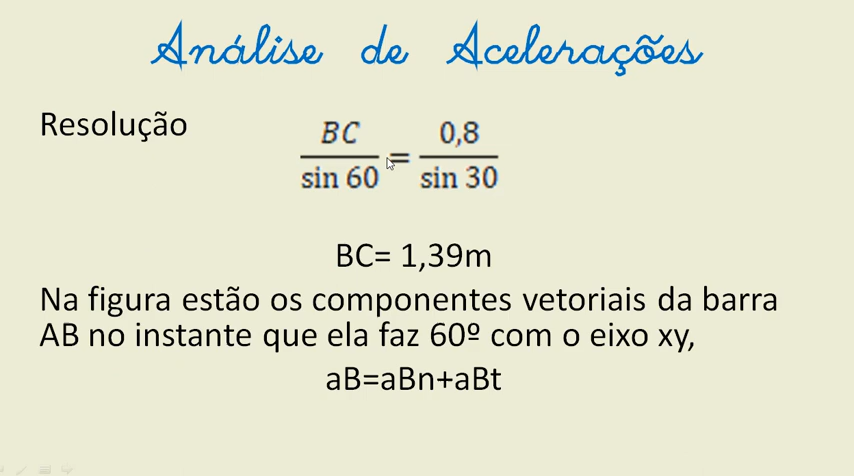 Análise de Acelerações
Resolução
BC / sin 60 = 0,8 / sin 30
BC= 1,39m
Na figura estão os componentes vetoriais da barra
AB no instante que ela faz 60º com o eixo xy,
aB=aBn+aBt